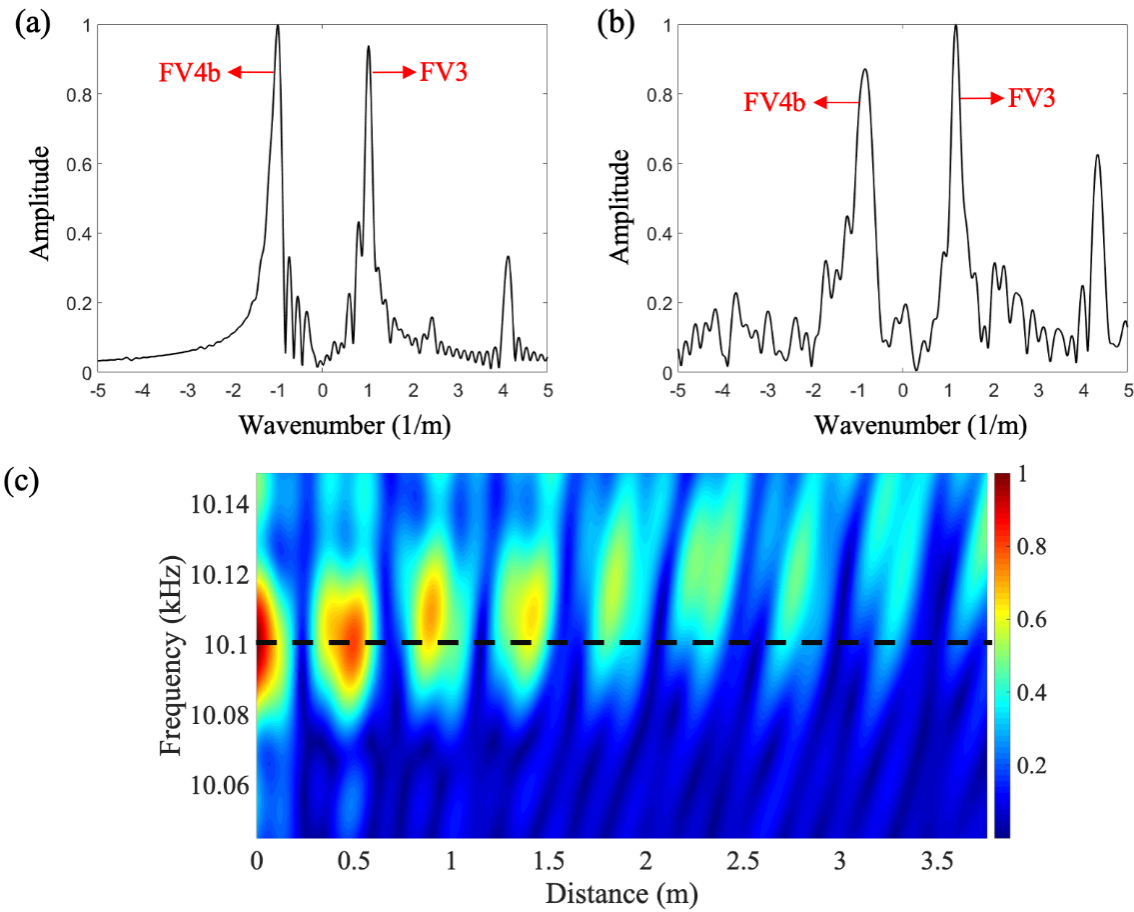 (a)
1
0.8
0.6
0.4
0.2
0
Amplitude
FV4b
FV3
-5 -4 -3 -2 -1 0 1 2 3 4 5
Wavenumber (1/m)
(b)
1
0.8
0.6
0.4
0.2
0
Amplitude
FV4b
FV3
-5 -4 -3 -2 -1 0 1 2 3 4 5
Wavenumber (1/m)
(c)
10.14
10.12
10.1
10.08
10.06
Frequency (kHz)
0 0.5 1 1.5 2 2.5 3 3.5
Distance (m)
1
0.8
0.6
0.4
0.2